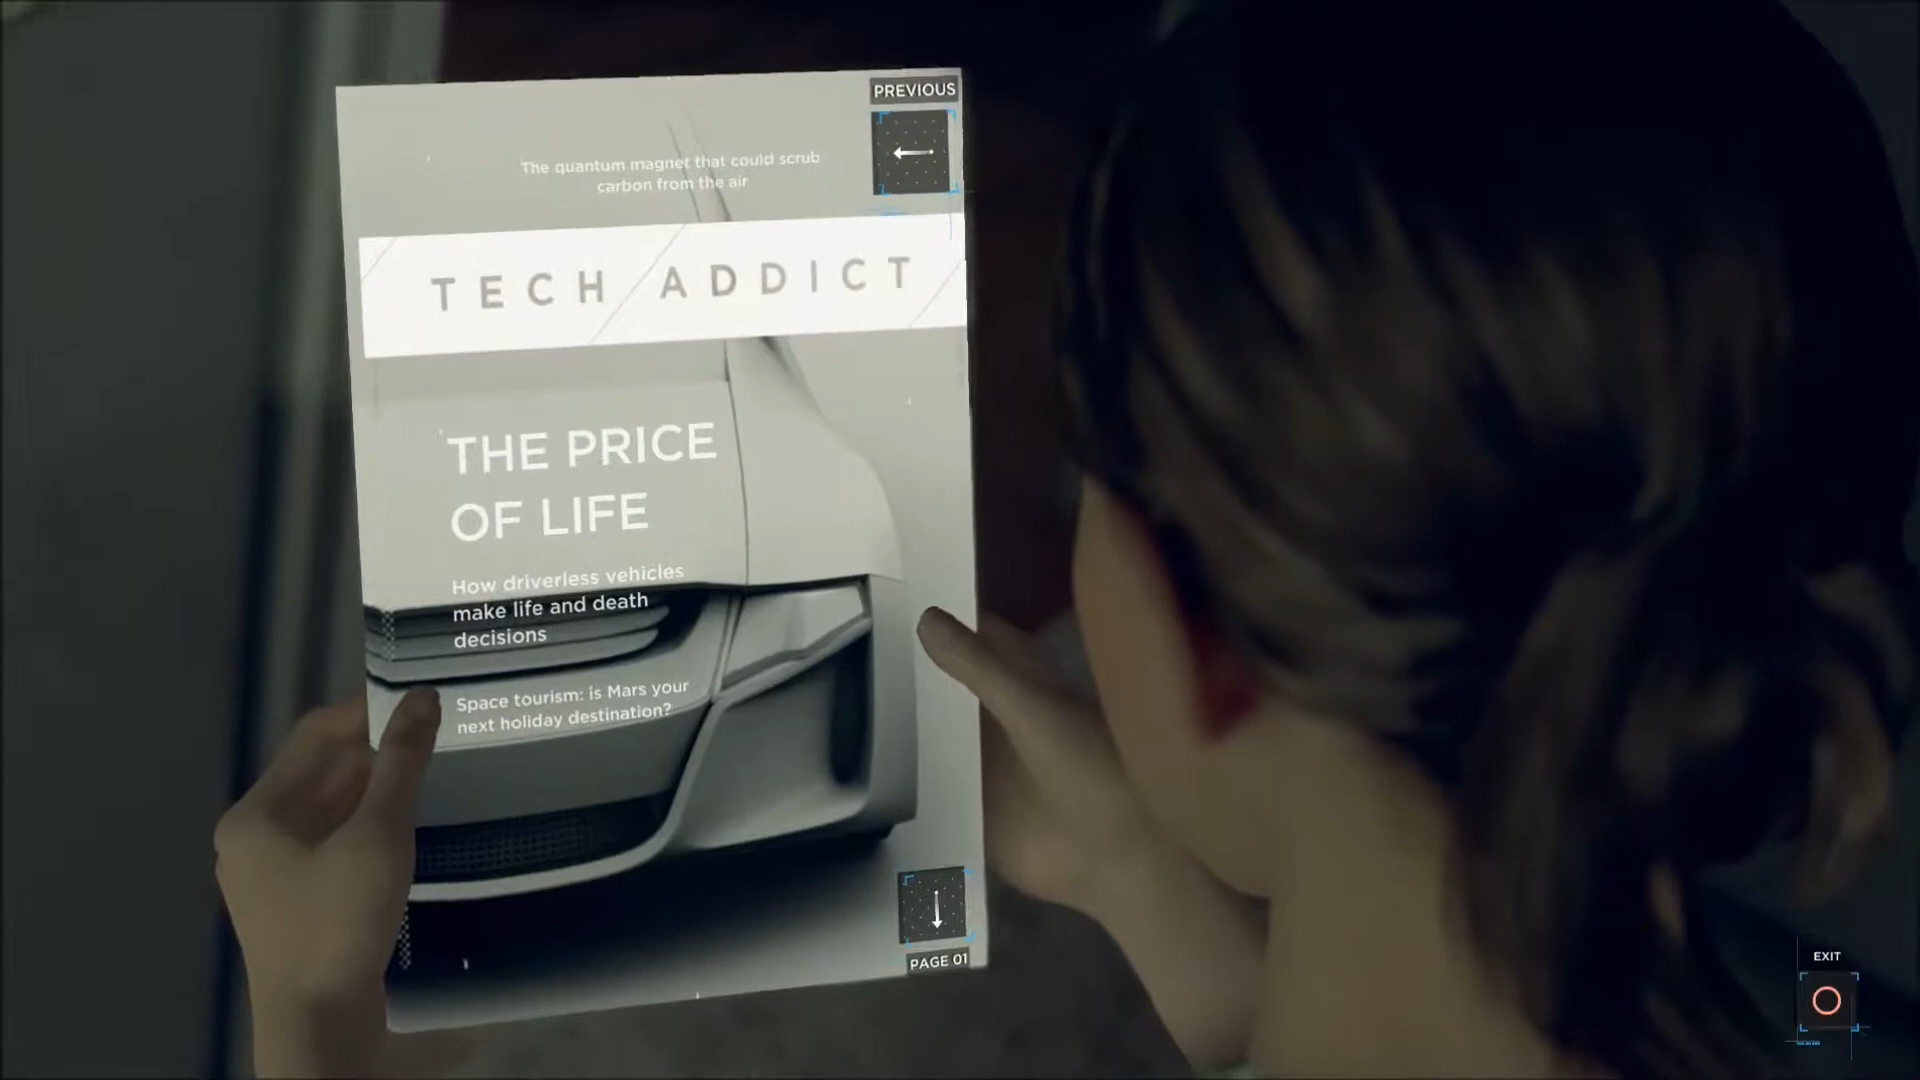 PREVIOUS
The quantum magnet that could scrub
carbon from the air
TECH ADDICT
THE PRICE
OF LIFE
How driverless vehicles
make life and death
decisions
Space tourism: is Mars your
next holiday destination?
PAGE 01
EXIT